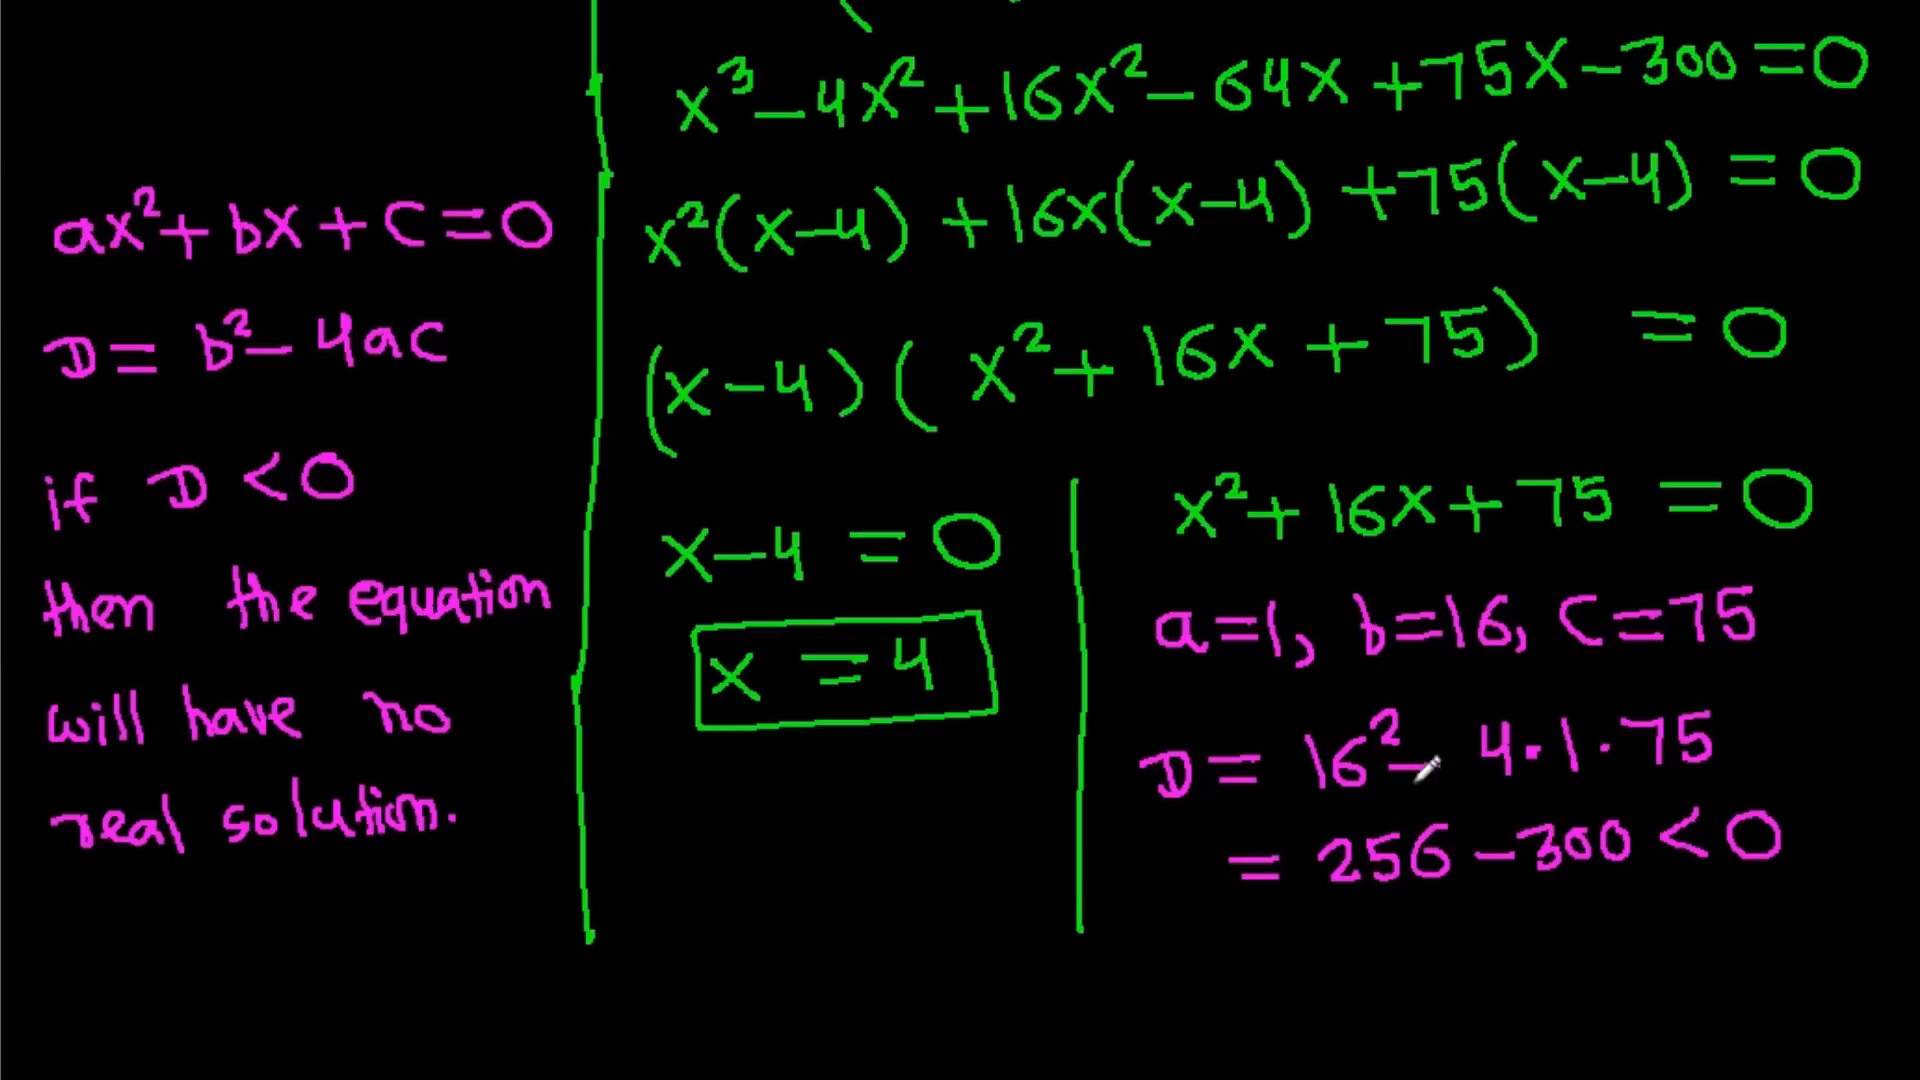 ax²+bx+c=0
D=b²-4ac
if D<0
then the equation
will have no
real solution.
x³-4x²+16x²-64x+75x-300=0
x²(x-4)+16x(x-4)+75(x-4)=0
(x-4)(x²+16x+75)=0
x-4=0
x=4
x²+16x+75=0
a=1, b=16, c=75
D=16²-4·1·75
=256-300<0